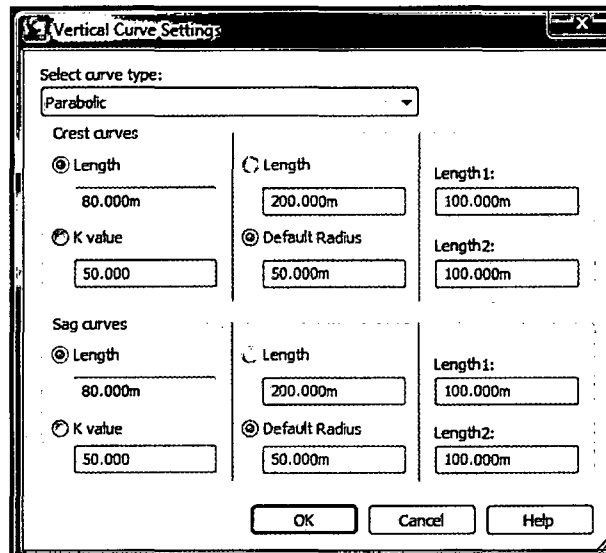 Vertical Curve Settings
Select curve type:
Parabolic
Crest curves
Length
Length
Length1:
80.000m
200.000m
100.000m
K value
Default Radius
Length2:
50.000
50.000m
100.000m
Sag curves
Length
Length
Length1:
80.000m
200.000m
100.000m
K value
Default Radius
Length2:
50.000
50.000m
100.000m
OK
Cancel
Help